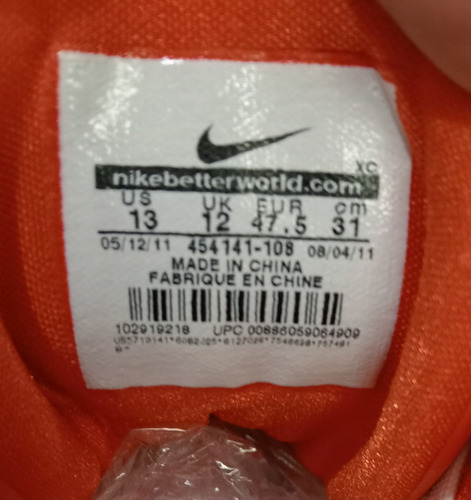 XC
nikebetterworld.com
US UK EUR cm
13 12 47.5 31
05/12/11 454141-108 08/04/11
MADE IN CHINA
FABRIQUE EN CHINE
102919218 UPC 00886059064909